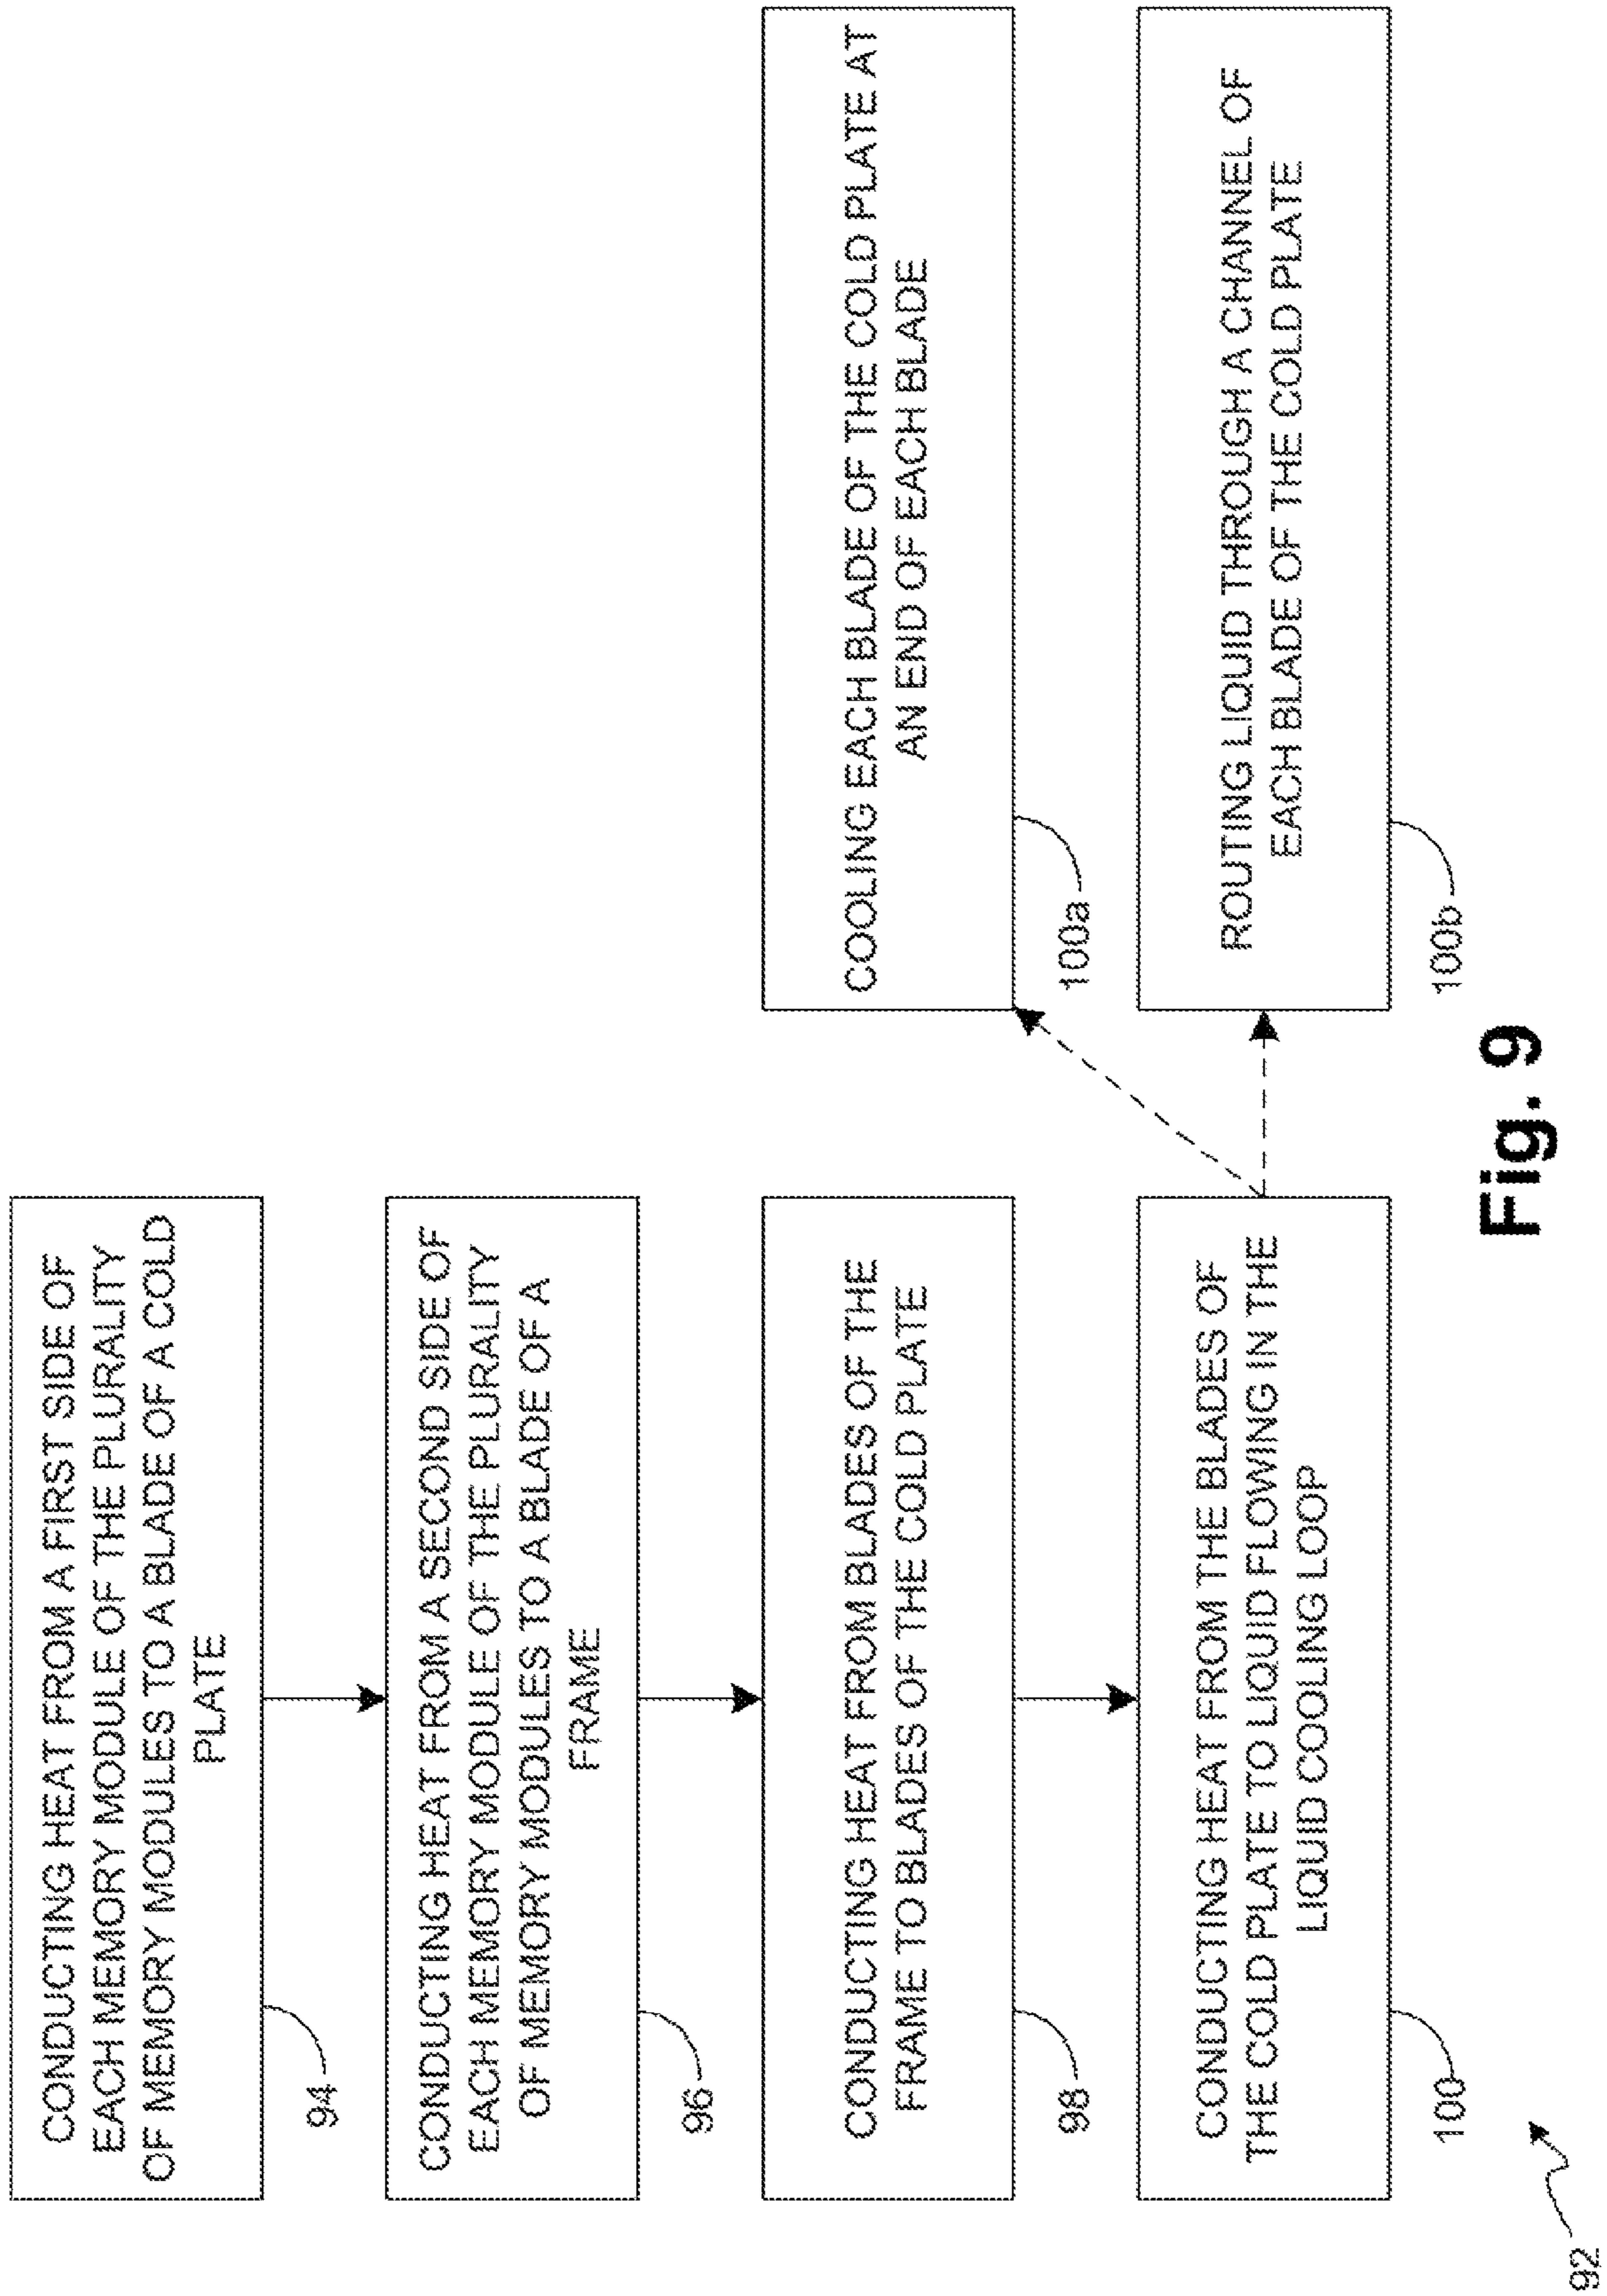 CONDUCTING HEAT FROM A FIRST SIDE OF
EACH MEMORY MODULE OF THE PLURALITY
OF MEMORY MODULES TO A BLADE OF A COLD
PLATE
94
CONDUCTING HEAT FROM A SECOND SIDE OF
EACH MEMORY MODULE OF THE PLURALITY
OF MEMORY MODULES TO A BLADE OF A
FRAME
96
CONDUCTING HEAT FROM BLADES OF THE
FRAME TO BLADES OF THE COLD PLATE
98
CONDUCTING HEAT FROM THE BLADES OF
THE COLD PLATE TO LIQUID FLOWING IN THE
LIQUID COOLING LOOP
100
COOLING EACH BLADE OF THE COLD PLATE AT
AN END OF EACH BLADE
100a
ROUTING LIQUID THROUGH A CHANNEL OF
EACH BLADE OF THE COLD PLATE
100b
92
Fig. 9